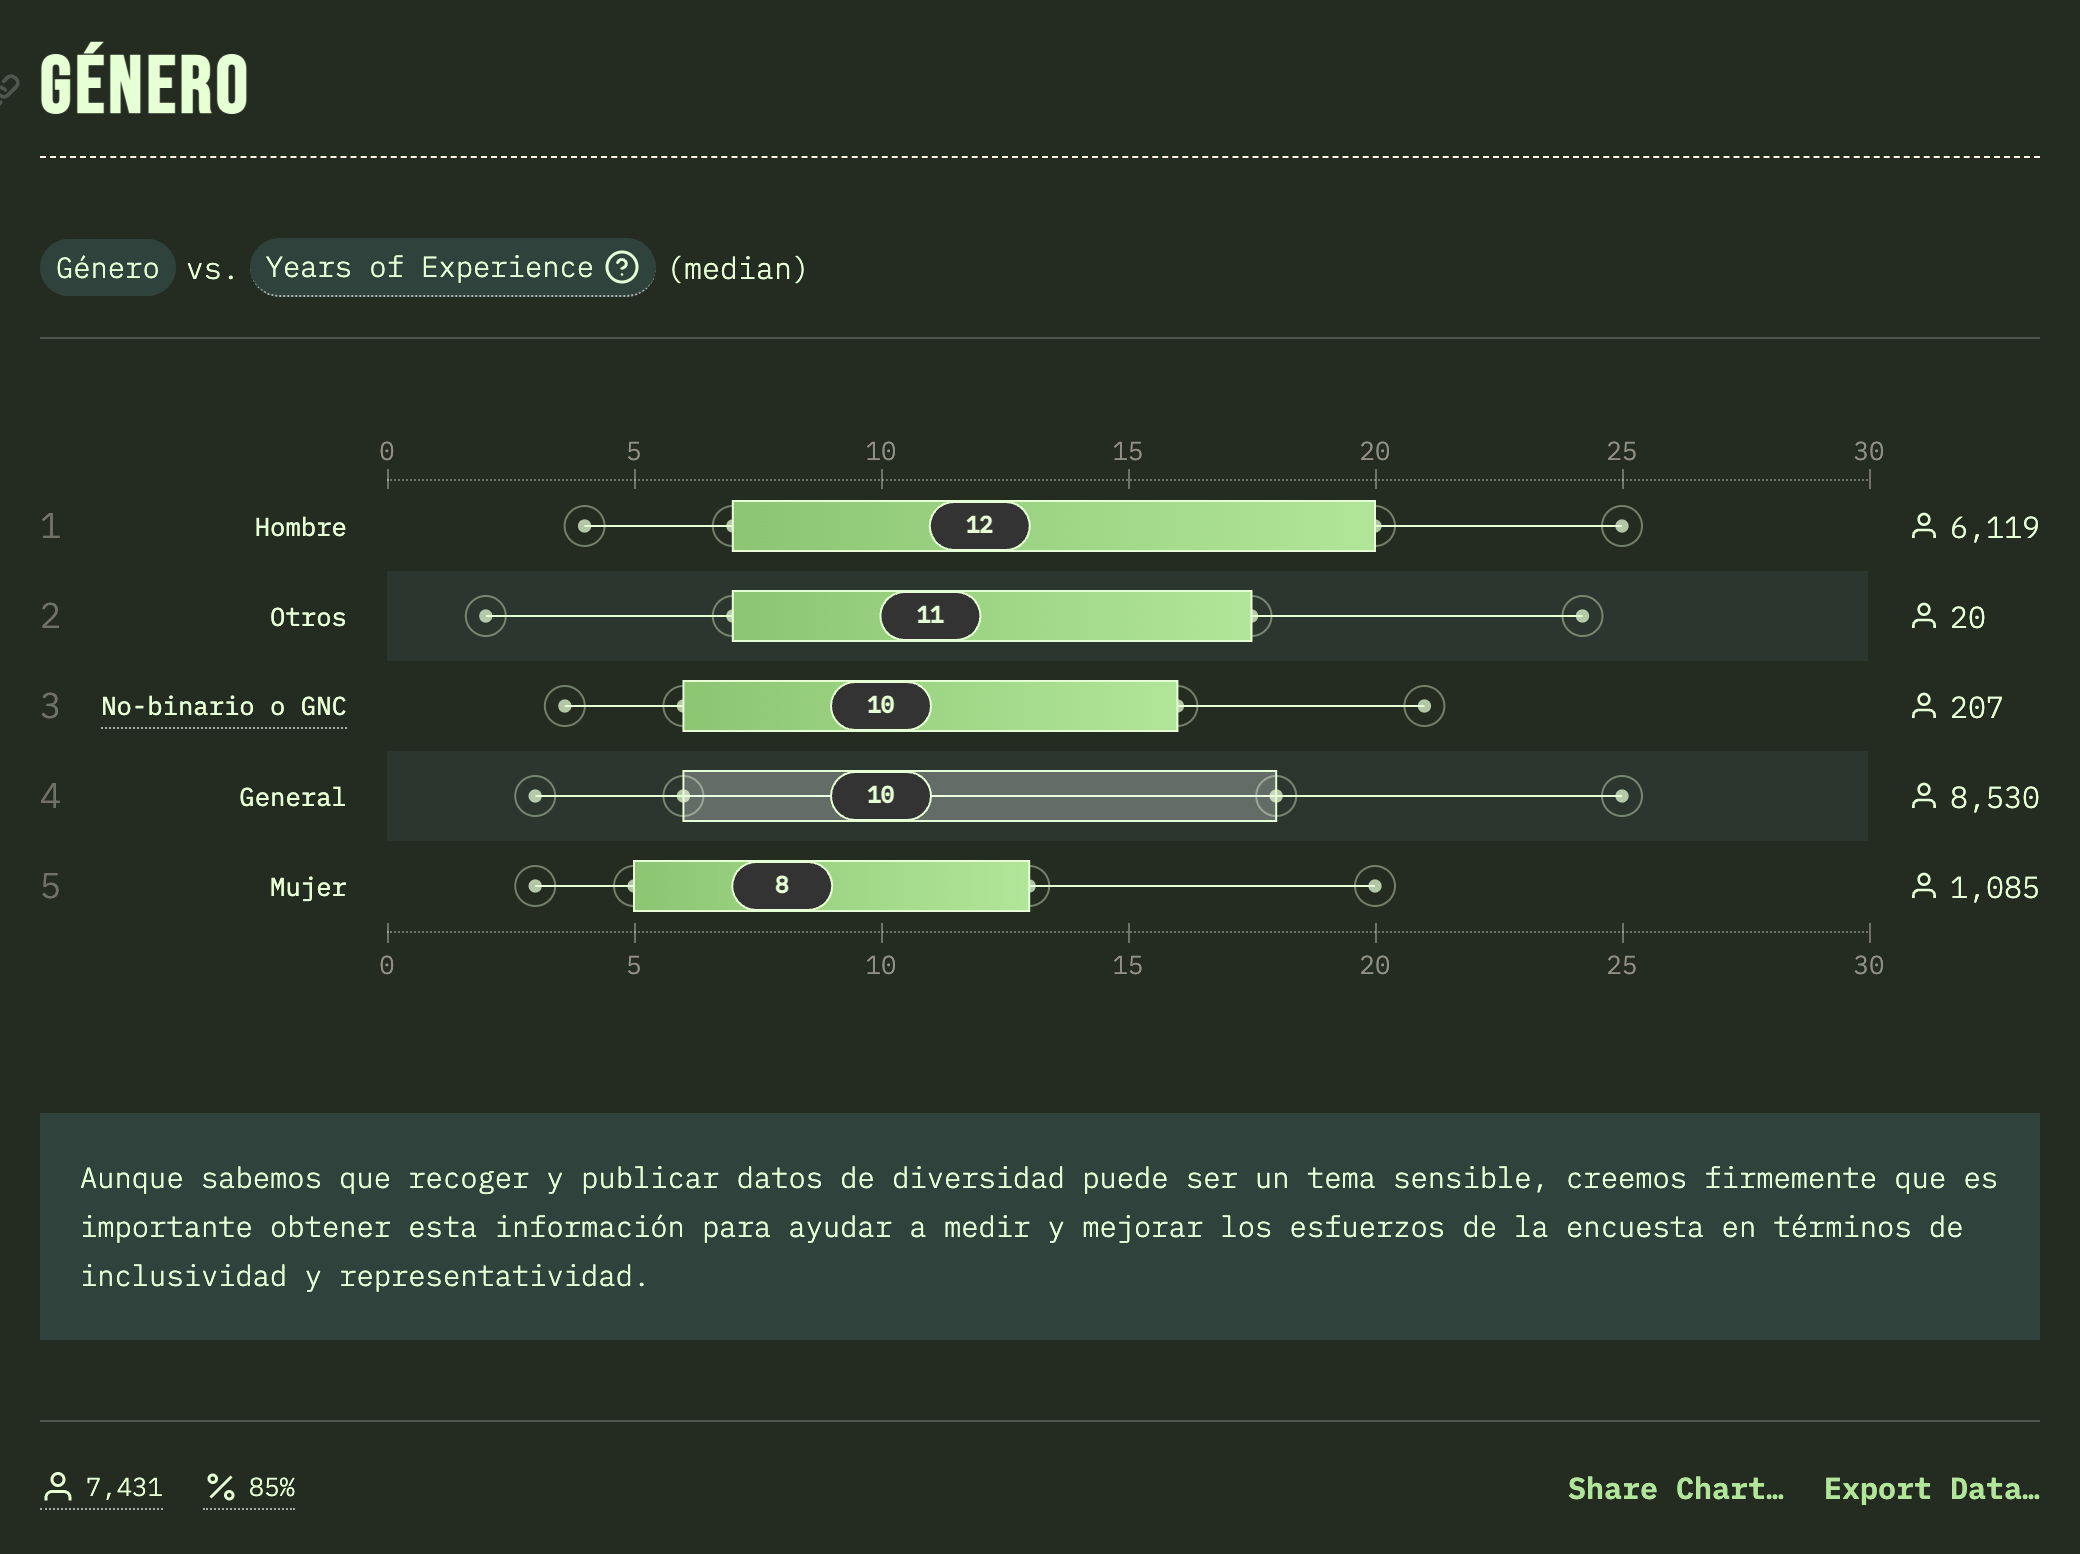 GÉNERO
Género vs. Years of Experience (median)
0 5 10 15 20 25 30
1 Hombre 12 6,119
2 Otros 11 20
3 No-binario o GNC 10 207
4 General 10 8,530
5 Mujer 8 1,085
0 5 10 15 20 25 30
Aunque sabemos que recoger y publicar datos de diversidad puede ser un tema sensible, creemos firmemente que es
importante obtener esta información para ayudar a medir y mejorar los esfuerzos de la encuesta en términos de
inclusividad y representatividad.
7,431 85% Share Chart… Export Data…